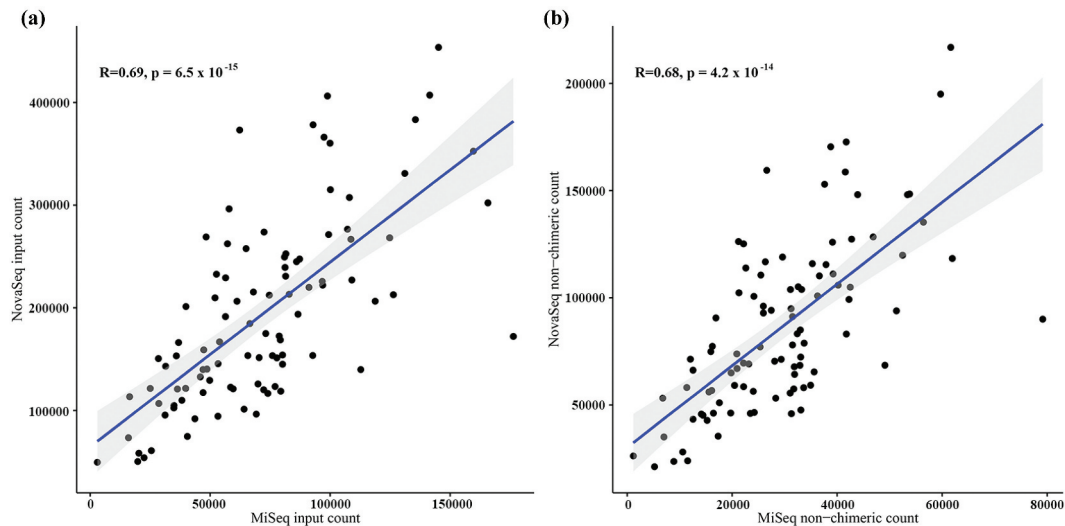 (a)
R=0.69, p = 6.5 x 10 -15
NovaSeq input count
400000
300000
200000
100000
0
50000
100000
150000
MiSeq input count
(b)
R=0.68, p = 4.2 x 10 -14
NovaSeq non−chimeric count
200000
150000
100000
50000
0
20000
40000
60000
80000
MiSeq non−chimeric count